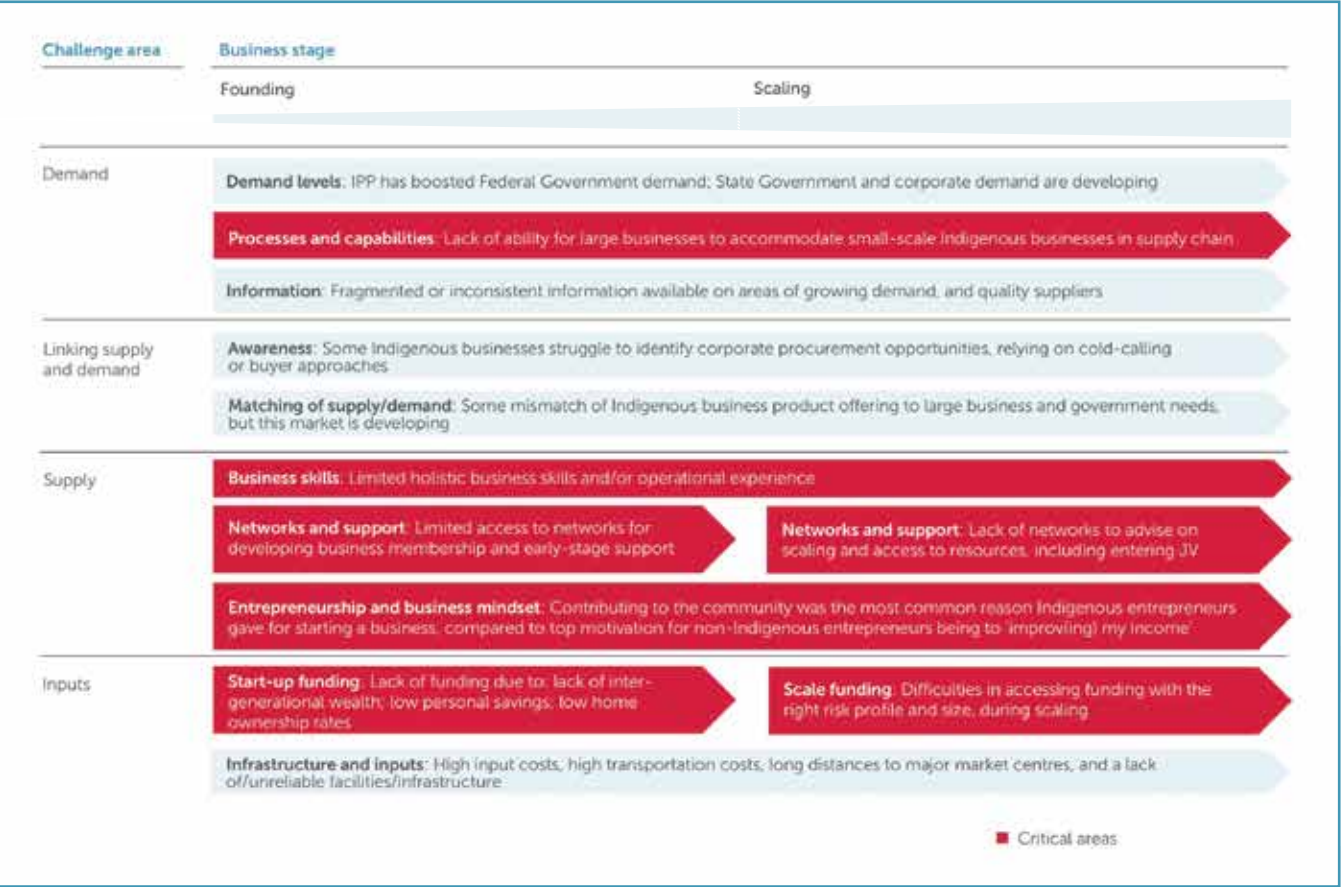 Challenge area
Business stage
Founding
Scaling
Demand
Demand levels: IPP has boosted Federal Government demand; State Government and corporate demand are developing
Processes and capabilities: Lack of ability for large businesses to accommodate small-scale Indigenous businesses in supply chain
Information: Fragmented or inconsistent information available on areas of growing demand, and quality suppliers
Linking supply
and demand
Awareness: Some Indigenous businesses struggle to identify corporate procurement opportunities, relying on cold-calling
or buyer approaches
Matching of supply/demand: Some mismatch of Indigenous business product offering to large business and government needs,
but this market is developing
Supply
Business skills: Limited holistic business skills and/or operational experience
Networks and support: Limited access to networks for
developing business membership and early-stage support
Networks and support: Lack of networks to advise on
scaling and access to resources, including entering JV
Entrepreneurship and business mindset: Contributing to the community was the most common reason Indigenous entrepreneurs
gave for starting a business, compared to top motivation for non-Indigenous entrepreneurs being to 'improv(ing) my income'
Inputs
Start-up funding: Lack of funding due to: lack of inter-
generational wealth; low personal savings; low home
ownership rates
Scale funding: Difficulties in accessing funding with the
right risk profile and size, during scaling
Infrastructure and inputs: High input costs, high transportation costs, long distances to major market centres, and a lack
of/unreliable facilities/infrastructure
Critical areas